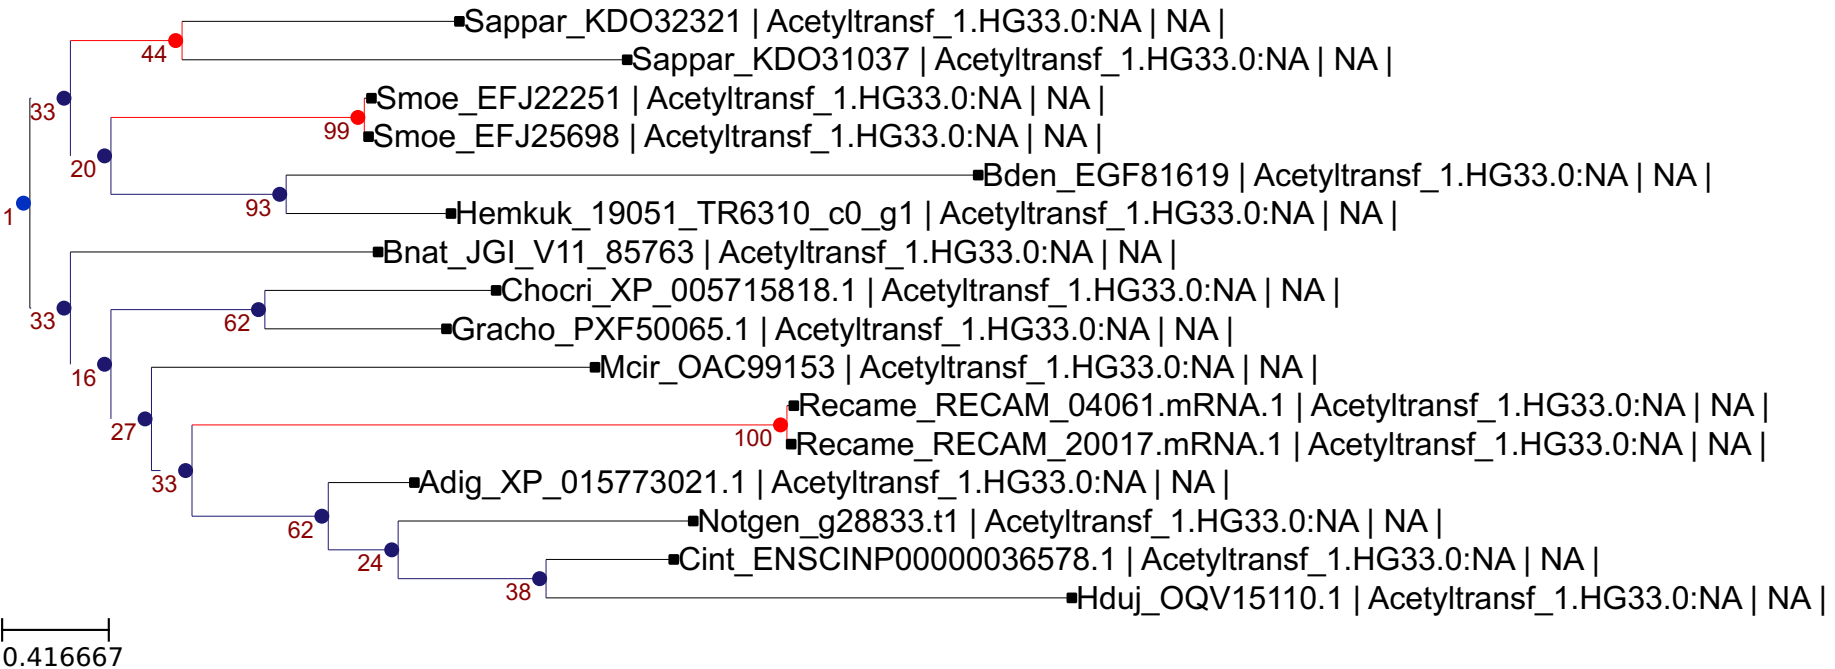 Sappar_KDO32321 | Acetyltransf_1.HG33.0:NA | NA |
44
Sappar_KDO31037 | Acetyltransf_1.HG33.0:NA | NA |
33
Smoe_EFJ22251 | Acetyltransf_1.HG33.0:NA | NA |
99
Smoe_EFJ25698 | Acetyltransf_1.HG33.0:NA | NA |
20
Bden_EGF81619 | Acetyltransf_1.HG33.0:NA | NA |
93
Hemkuk_19051_TR6310_c0_g1 | Acetyltransf_1.HG33.0:NA | NA |
1
Bnat_JGI_V11_85763 | Acetyltransf_1.HG33.0:NA | NA |
Chocri_XP_005715818.1 | Acetyltransf_1.HG33.0:NA | NA |
33
62
Gracho_PXF50065.1 | Acetyltransf_1.HG33.0:NA | NA |
Mcir_OAC99153 | Acetyltransf_1.HG33.0:NA | NA |
16
Recame_RECAM_04061.mRNA.1 | Acetyltransf_1.HG33.0:NA | NA |
27
100
Recame_RECAM_20017.mRNA.1 | Acetyltransf_1.HG33.0:NA | NA |
33
Adig_XP_015773021.1 | Acetyltransf_1.HG33.0:NA | NA |
Notgen_g28833.t1 | Acetyltransf_1.HG33.0:NA | NA |
62
Cint_ENSCINP00000036578.1 | Acetyltransf_1.HG33.0:NA | NA |
24
38
Hduj_OQV15110.1 | Acetyltransf_1.HG33.0:NA | NA |
0.416667